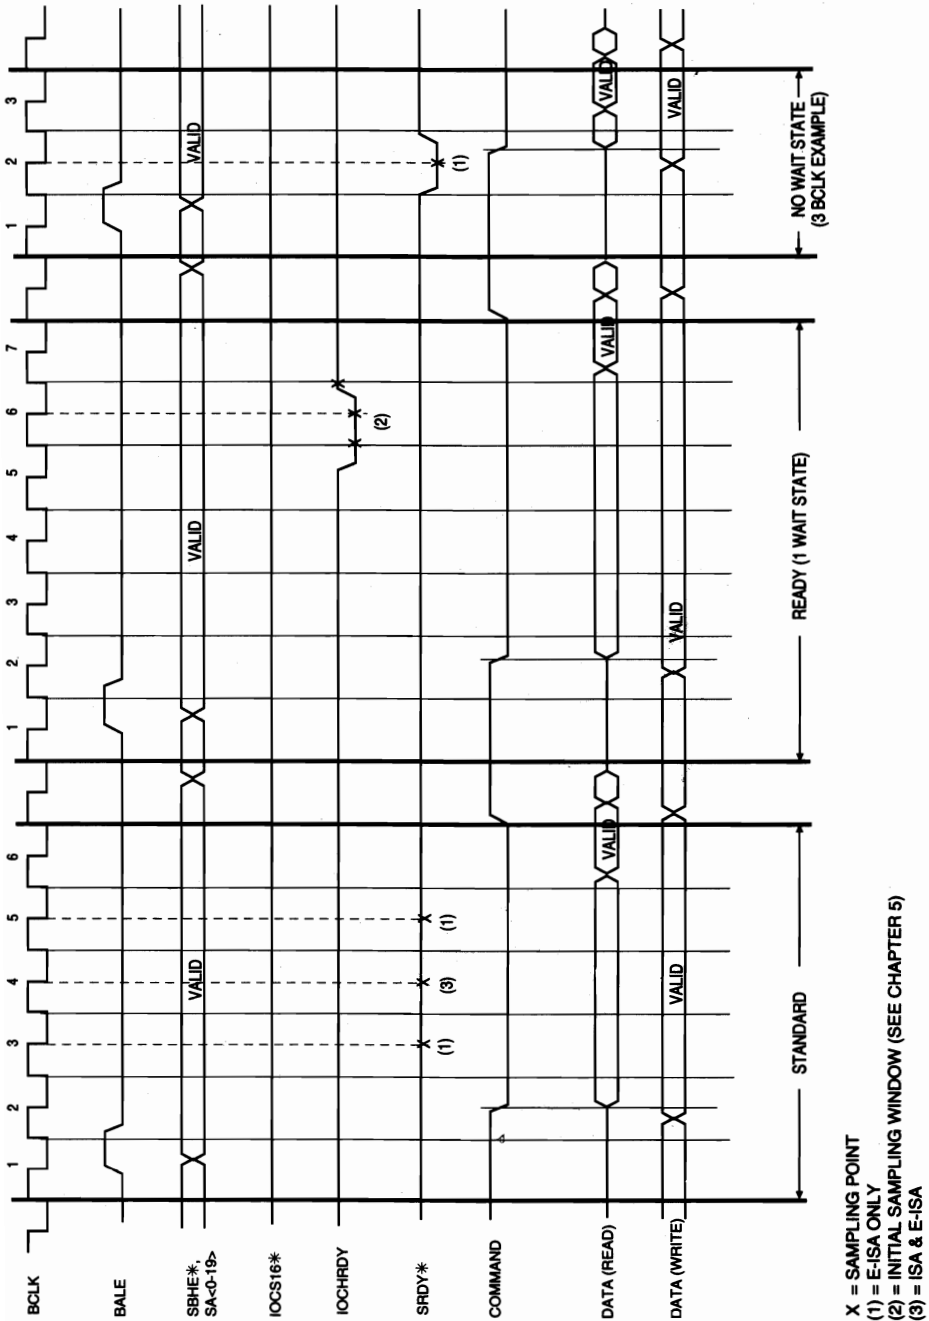 BCLK
1 2 3 4 5 6
1 2 3 4 5 6 7
1 2 3
BALE
SBHE*,
SA<0-19>
VALID VALID VALID
IOCS16*
IOCHRDY
(2)
SRDY*
(1) (3) (1) (1)
COMMAND
DATA (READ)
VALID VALID VALID
DATA (WRITE)
VALID VALID VALID
STANDARD
READY (1 WAIT STATE)
NO WAIT STATE
(3 BCLK EXAMPLE)
X = SAMPLING POINT
(1) = E-ISA ONLY
(2) = INITIAL SAMPLING WINDOW (SEE CHAPTER 5)
(3) = ISA & E-ISA